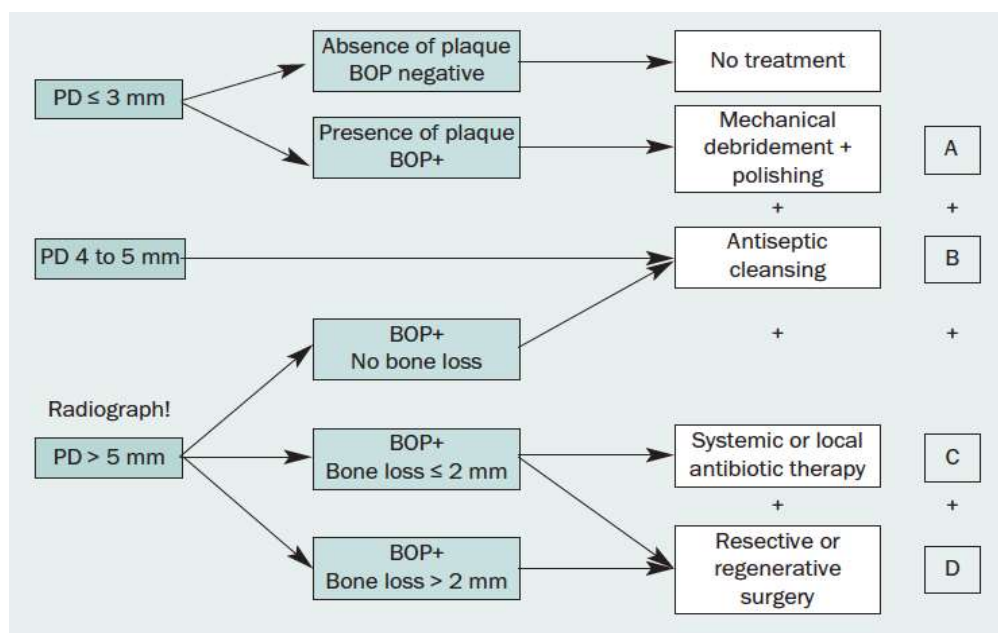 Absence of plaque
BOP negative
No treatment
PD ≤ 3 mm
Presence of plaque
BOP+
Mechanical
debridement +
polishing
A
+
+
PD 4 to 5 mm
Antiseptic
cleansing
B
BOP+
No bone loss
+
+
Radiograph!
PD > 5 mm
BOP+
Bone loss ≤ 2 mm
Systemic or local
antibiotic therapy
C
+
+
BOP+
Bone loss > 2 mm
Resective or
regenerative
surgery
D